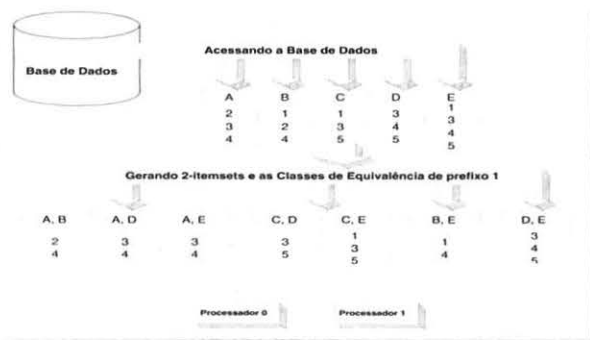 Acessando a Base de Dados
Base de Dados
A B C D E
2 1 1 3 1
3 2 3 4 3
4 4 5 5 4
5
Gerando 2-itemsets e as Classes de Equivalência de prefixo 1
A, B A, D A, E C, D C, E B, E D, E
2 3 3 3 1 1 3
4 4 4 5 3 4 4
5 5
Processador 0 Processador 1